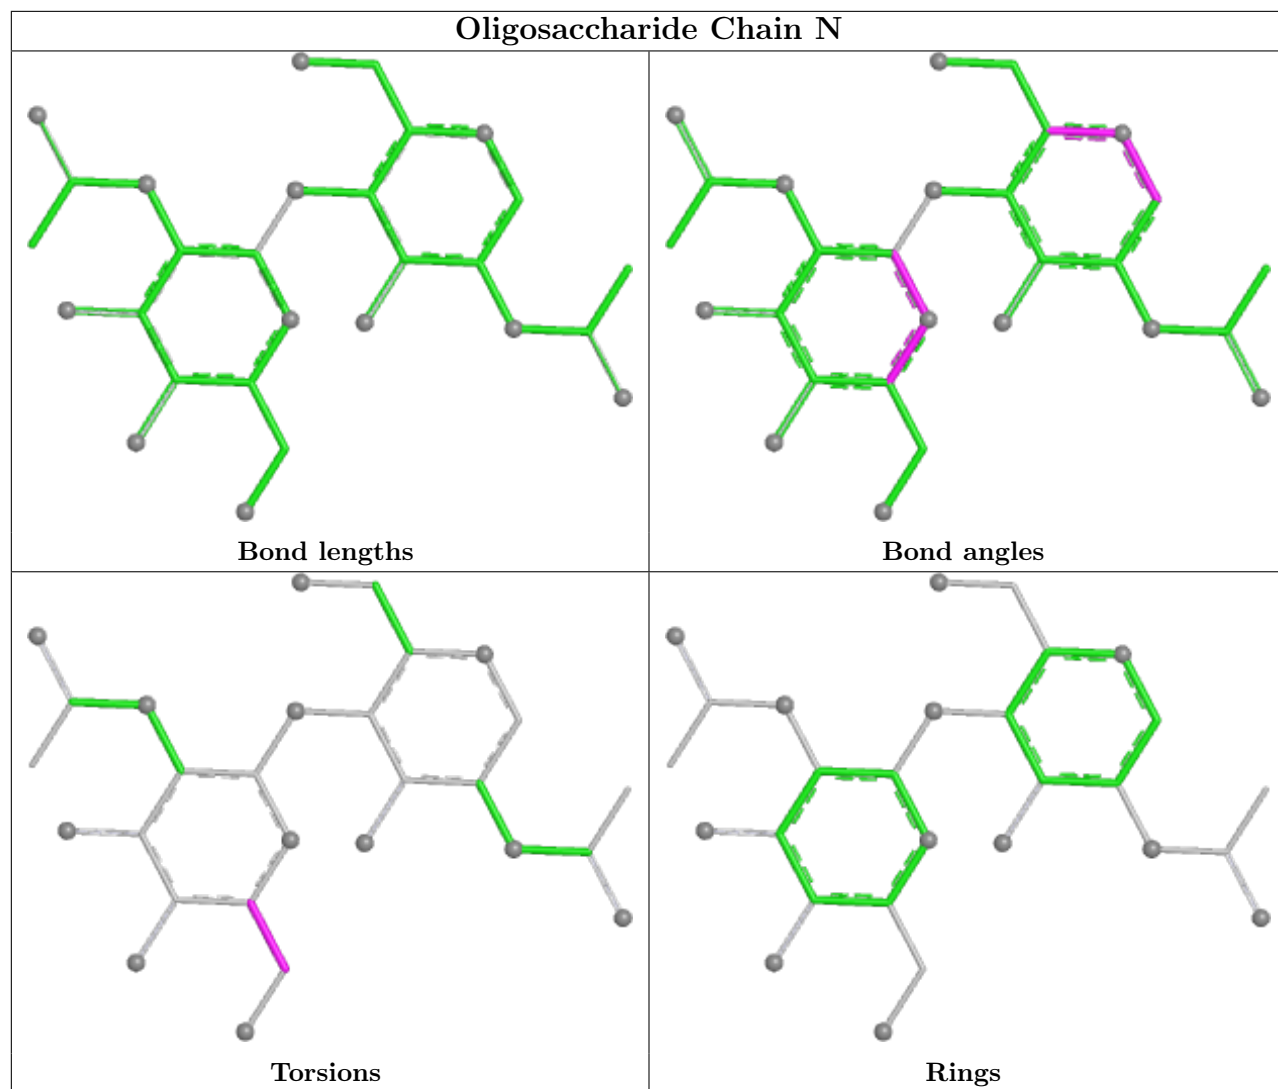 Oligosaccharide Chain N
Bond lengths
Bond angles
Torsions
Rings